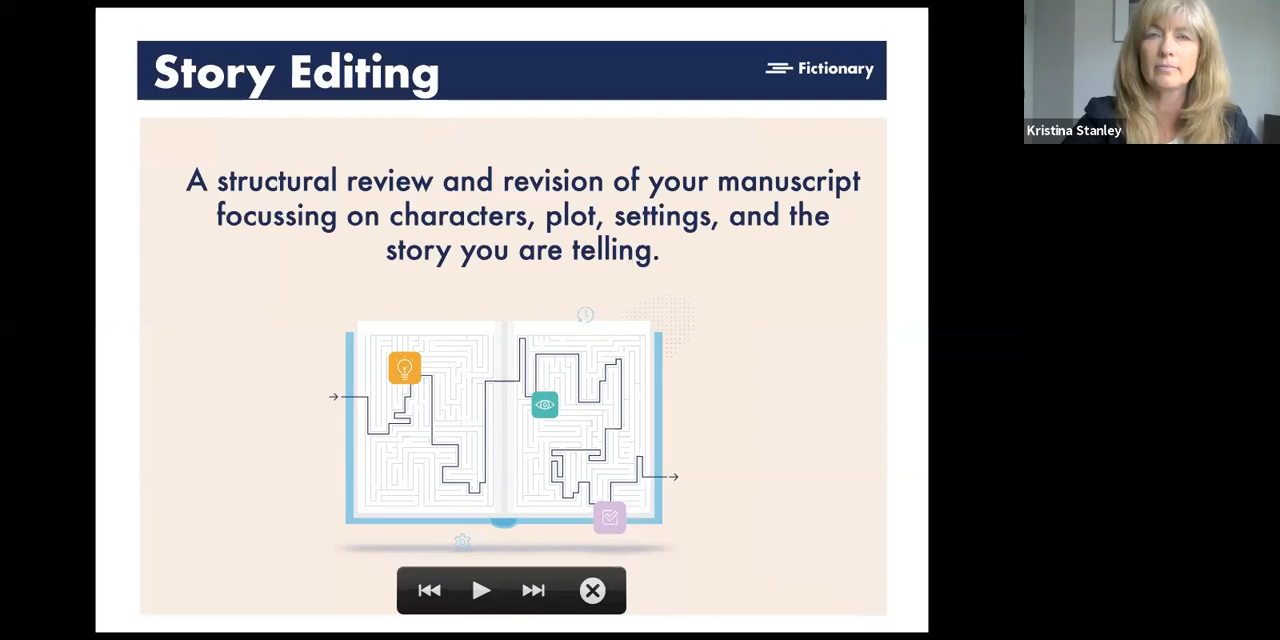 Story Editing
Fictionary
A structural review and revision of your manuscript
focussing on characters, plot, settings, and the
story you are telling.
Kristina Stanley